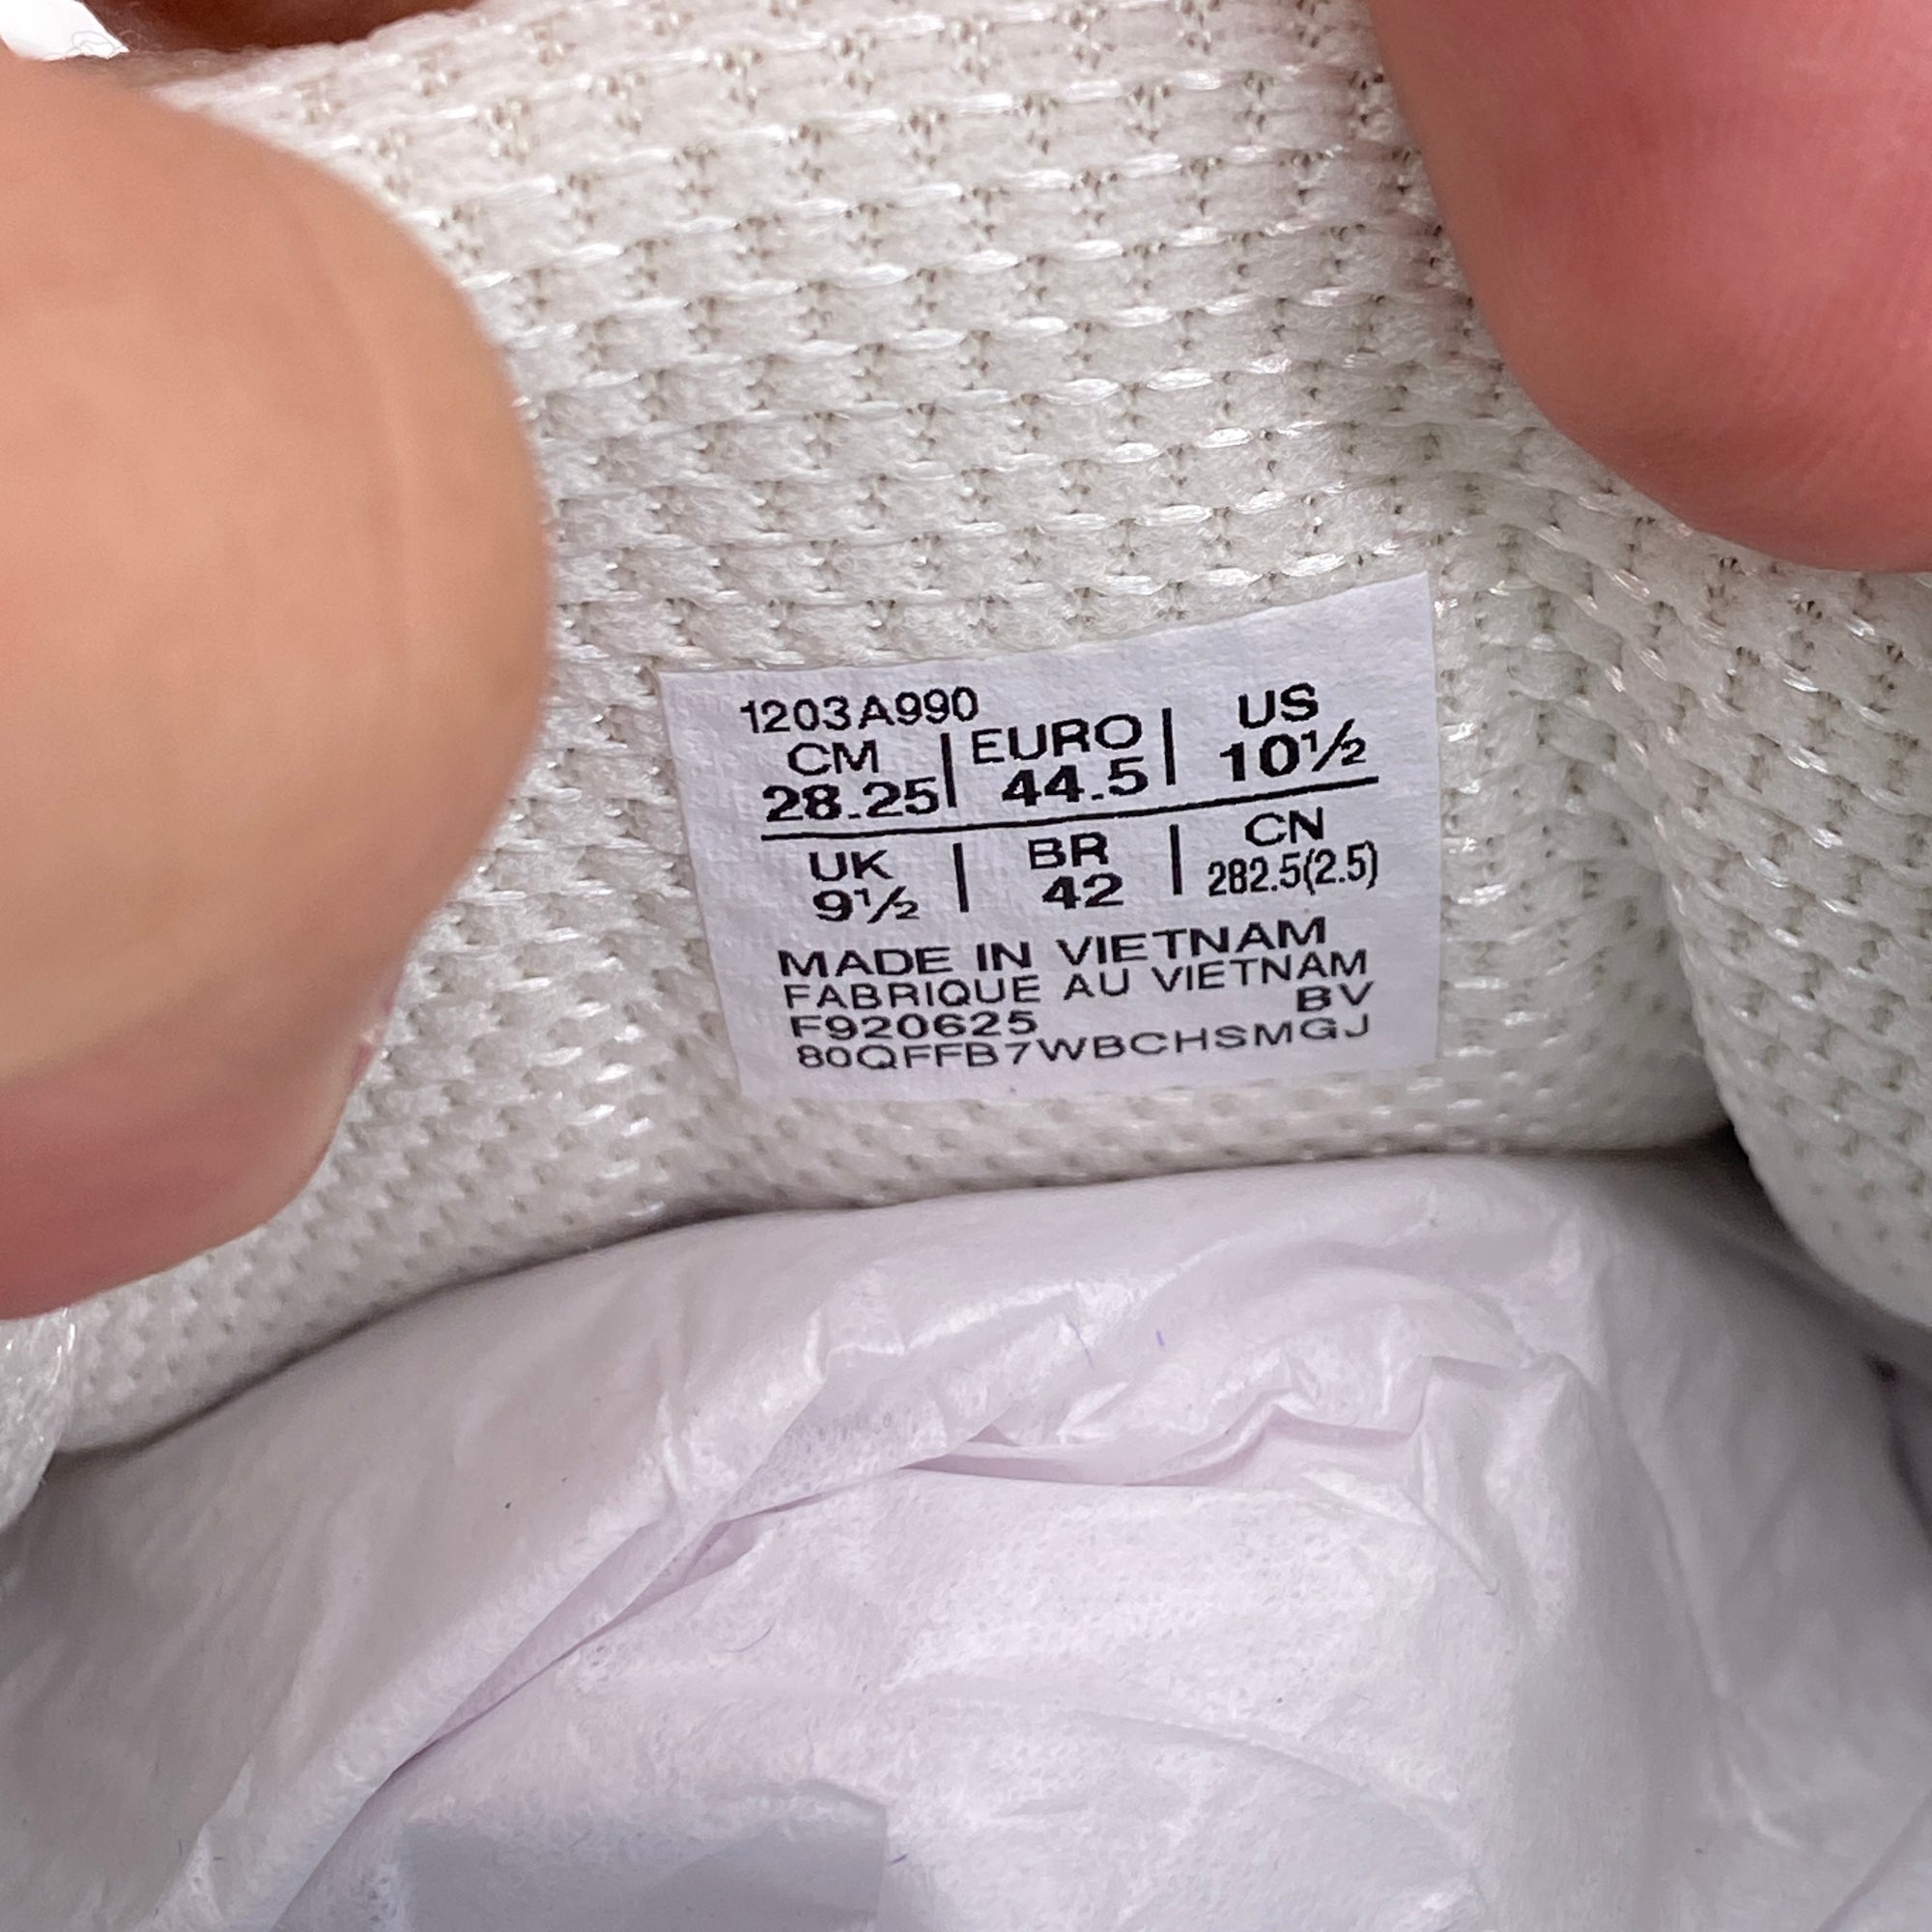 1203A990
CM | EURO | US
28.25 | 44.5 | 10½
UK | BR | CN
9½ | 42 | 282.5(2.5)
MADE IN VIETNAM
FABRIQUE AU VIETNAM
F920625 BV
80QFFB7WBCHSMGJ